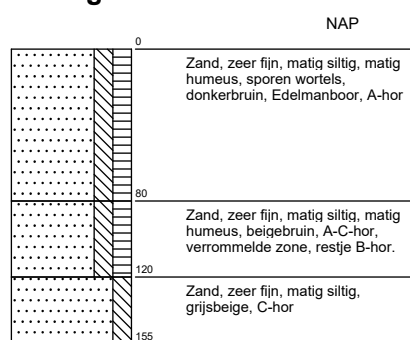 NAP
0
Zand, zeer fijn, matig siltig, matig
humeus, sporen wortels,
donkerbruin, Edelmanboor, A-hor
80
Zand, zeer fijn, matig siltig, matig
humeus, beigebruin, A-C-hor,
verrommelde zone, restje B-hor.
120
Zand, zeer fijn, matig siltig,
grijsbeige, C-hor
155